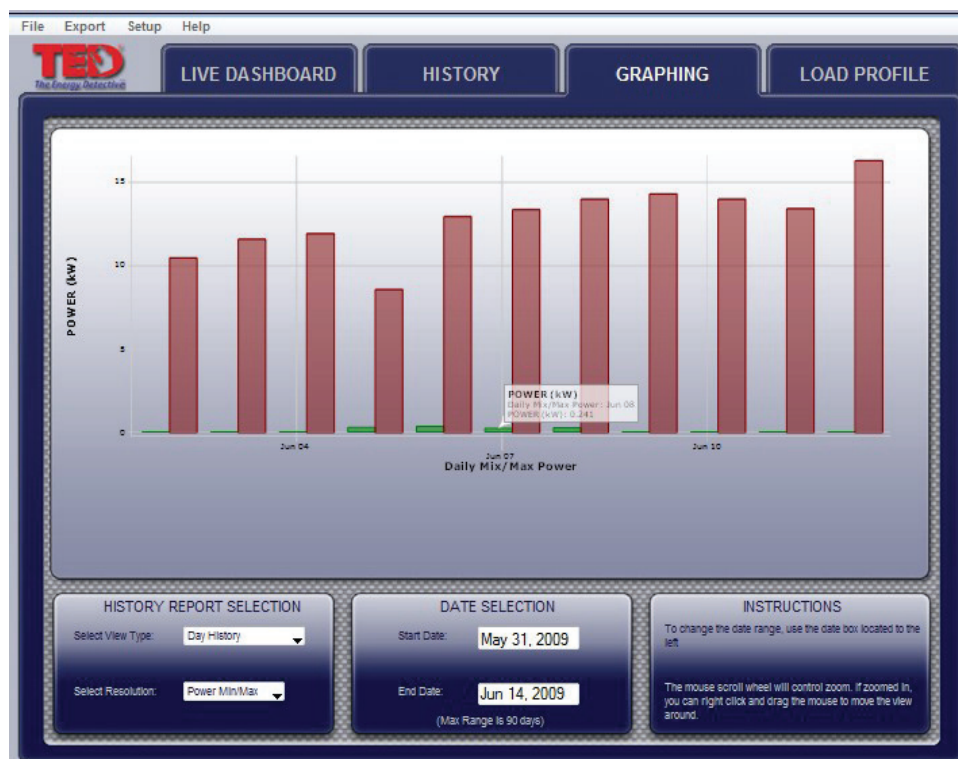 File Export Setup Help
TED®
The Energy Detective
LIVE DASHBOARD
HISTORY
GRAPHING
LOAD PROFILE
POWER (kW)
15
10
5
0
POWER (kW)
Daily Mix/Max Power: Jun 08
POWER (kW): 0.241
Jun 04
Jun 07
Jun 10
Daily Mix/Max Power
HISTORY REPORT SELECTION
Select View Type: Day History
Select Resolution: Power Min/Max
DATE SELECTION
Start Date: May 31, 2009
End Date: Jun 14, 2009
(Max Range is 90 days)
INSTRUCTIONS
To change the date range, use the date box located to the
left
The mouse scroll wheel will control zoom. If zoomed in,
you can right click and drag the mouse to move the view
around.